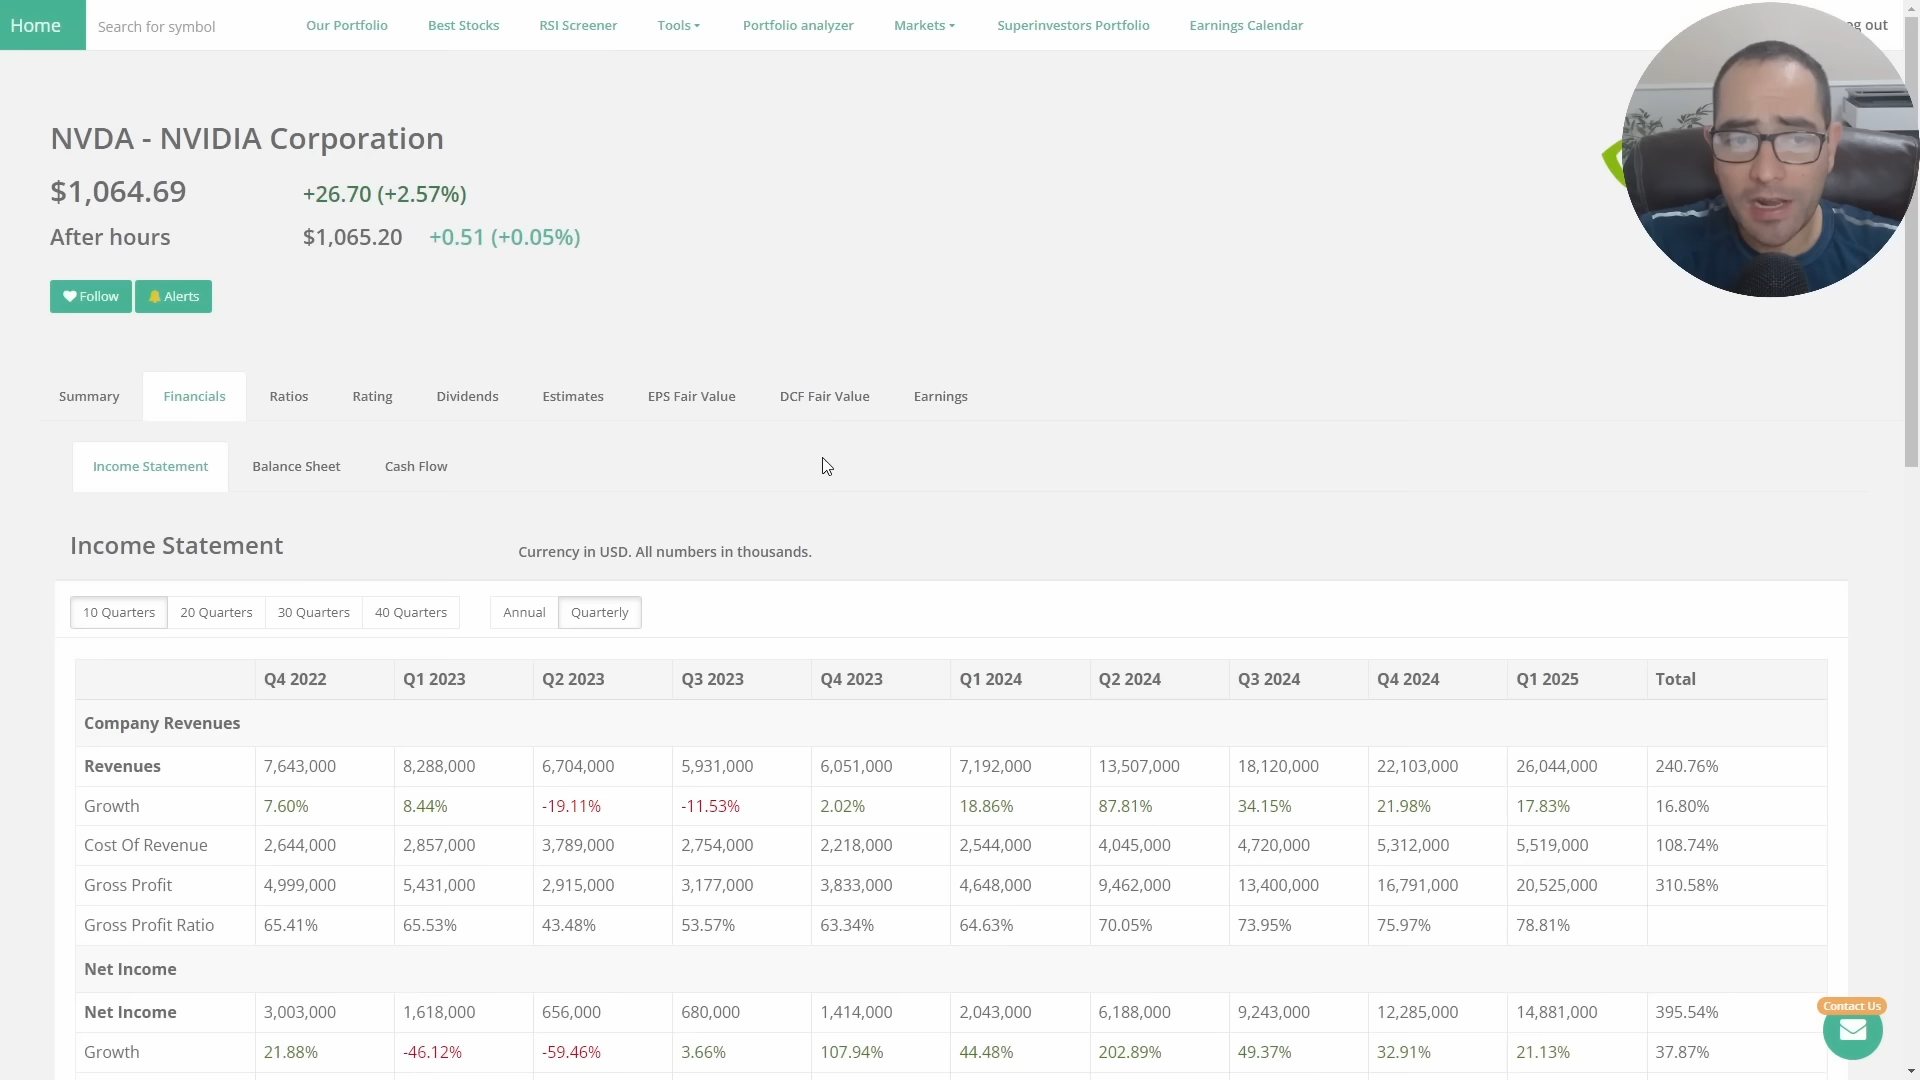 Home
Search for symbol
Our Portfolio
Best Stocks
RSI Screener
Tools
Portfolio analyzer
Markets
Superinvestors Portfolio
Earnings Calendar
out
NVDA - NVIDIA Corporation
$1,064.69 +26.70 (+2.57%)
After hours $1,065.20 +0.51 (+0.05%)
Follow Alerts
Summary Financials Ratios Rating Dividends Estimates EPS Fair Value DCF Fair Value Earnings
Income Statement Balance Sheet Cash Flow
Income Statement Currency in USD. All numbers in thousands.
10 Quarters 20 Quarters 30 Quarters 40 Quarters Annual Quarterly
Q4 2022 Q1 2023 Q2 2023 Q3 2023 Q4 2023 Q1 2024 Q2 2024 Q3 2024 Q4 2024 Q1 2025 Total
Company Revenues
Revenues 7,643,000 8,288,000 6,704,000 5,931,000 6,051,000 7,192,000 13,507,000 18,120,000 22,103,000 26,044,000 240.76%
Growth 7.60% 8.44% -19.11% -11.53% 2.02% 18.86% 87.81% 34.15% 21.98% 17.83% 16.80%
Cost Of Revenue 2,644,000 2,857,000 3,789,000 2,754,000 2,218,000 2,544,000 4,045,000 4,720,000 5,312,000 5,519,000 108.74%
Gross Profit 4,999,000 5,431,000 2,915,000 3,177,000 3,833,000 4,648,000 9,462,000 13,400,000 16,791,000 20,525,000 310.58%
Gross Profit Ratio 65.41% 65.53% 43.48% 53.57% 63.34% 64.63% 70.05% 73.95% 75.97% 78.81%
Net Income
Net Income 3,003,000 1,618,000 656,000 680,000 1,414,000 2,043,000 6,188,000 9,243,000 12,285,000 14,881,000 395.54%
Growth 21.88% -46.12% -59.46% 3.66% 107.94% 44.48% 202.89% 49.37% 32.91% 21.13% 37.87%
Contact Us